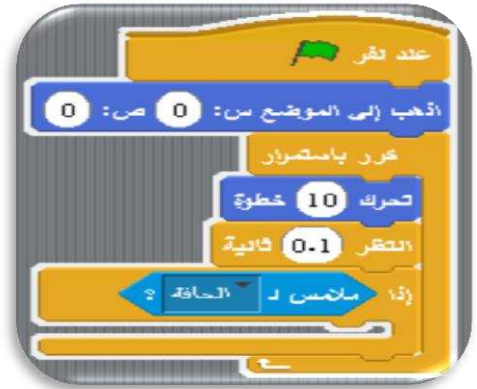 عند نقر
اذهب إلى الموضع س: 0 ص: 0
كرر باستمرار
تحرك 10 خطوة
انتظر 0.1 ثانية
إذا ملامس لـ الحافة ?